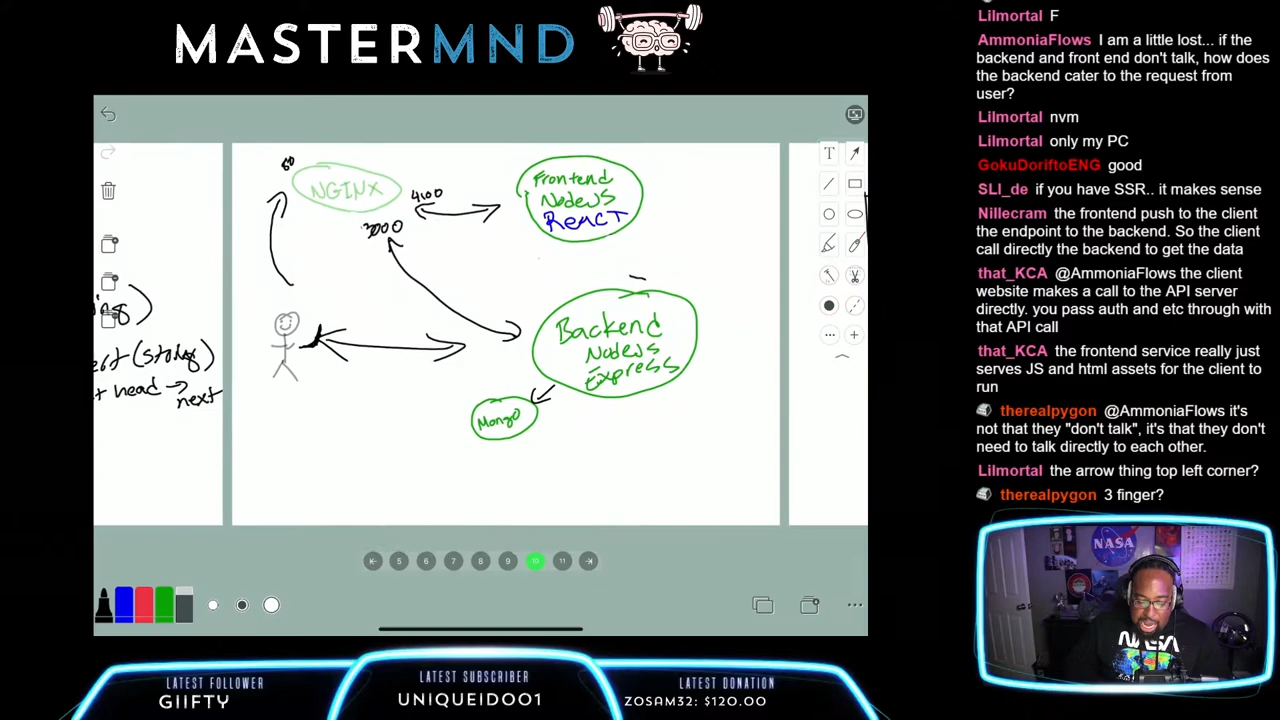 MASTERMND
80
NGINX
4100
3000
Frontend
NodeJS
React
Backend
NodeJS
Express
Mongo
(string)
head → next
T
5 6 7 8 9 10 11
Lilmortal F
AmmoniaFlows I am a little lost... if the
backend and front end don't talk, how does
the backend cater to the request from
user?
Lilmortal nvm
Lilmortal only my PC
GokuDoriftoENG good
SLI_de if you have SSR.. it makes sense
Nillecram the frontend push to the client
the endpoint to the backend. So the client
call directly the backend to get the data
that_KCA @AmmoniaFlows the client
website makes a call to the API server
directly. you pass auth and etc through with
that API call
that_KCA the frontend service really just
serves JS and html assets for the client to
run
therealpygon @AmmoniaFlows it's
not that they "don't talk", it's that they don't
need to talk directly to each other.
Lilmortal the arrow thing top left corner?
therealpygon 3 finger?
NASA
NASA
LATEST FOLLOWER
GIIFTY
LATEST SUBSCRIBER
UNIQUEID001
LATEST DONATION
ZOSAM32: $120.00